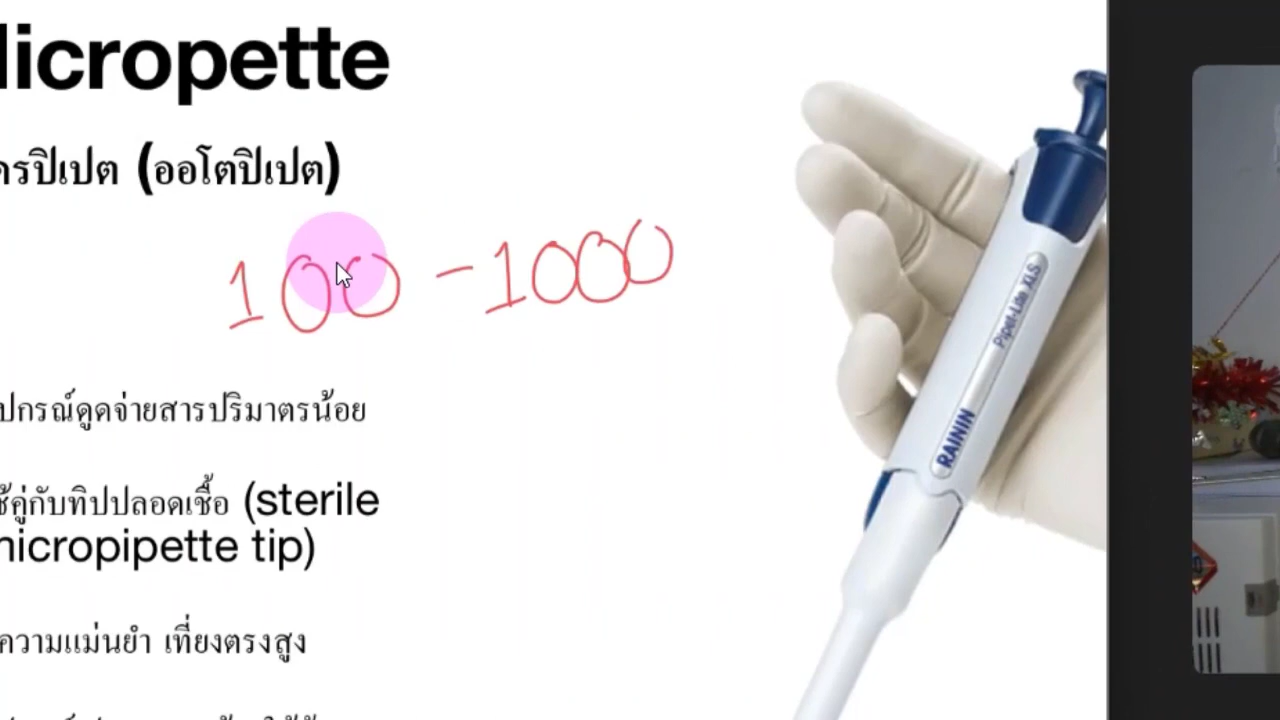 Micropette
ครปิเปต (ออโตปิเปต)
100 - 1000
Pipet-Lite XLS
RAININ
ปกรณ์ดูดจ่ายสารปริมาตรน้อย
ช้คู่กับทิปปลอดเชื้อ (sterile
micropipette tip)
ความแม่นยำ เที่ยงตรงสูง